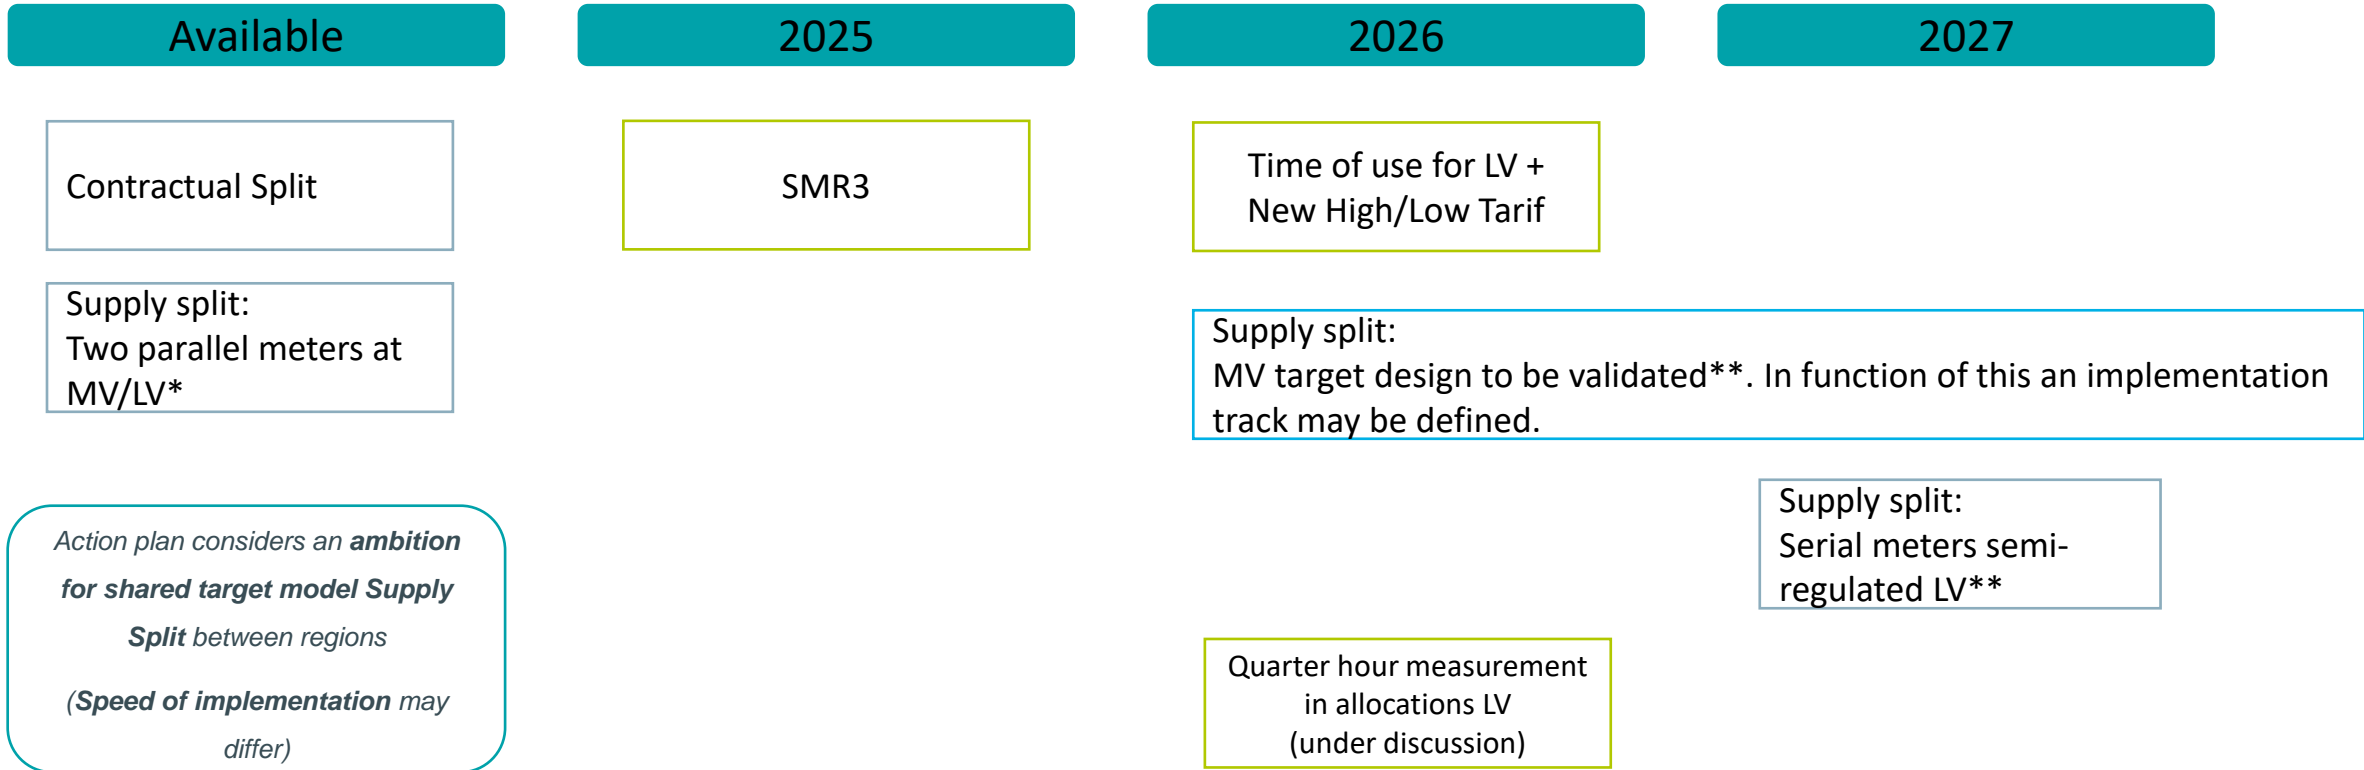 Available
2025
2026
2027
Contractual Split
SMR3
Time of use for LV +
New High/Low Tarif
Supply split:
Two parallel meters at
MV/LV*
Supply split:
MV target design to be validated**. In function of this an implementation
track may be defined.
Supply split:
Serial meters semi-
regulated LV**
Action plan considers an ambition
for shared target model Supply
Split between regions
(Speed of implementation may
differ)
Quarter hour measurement
in allocations LV
(under discussion)